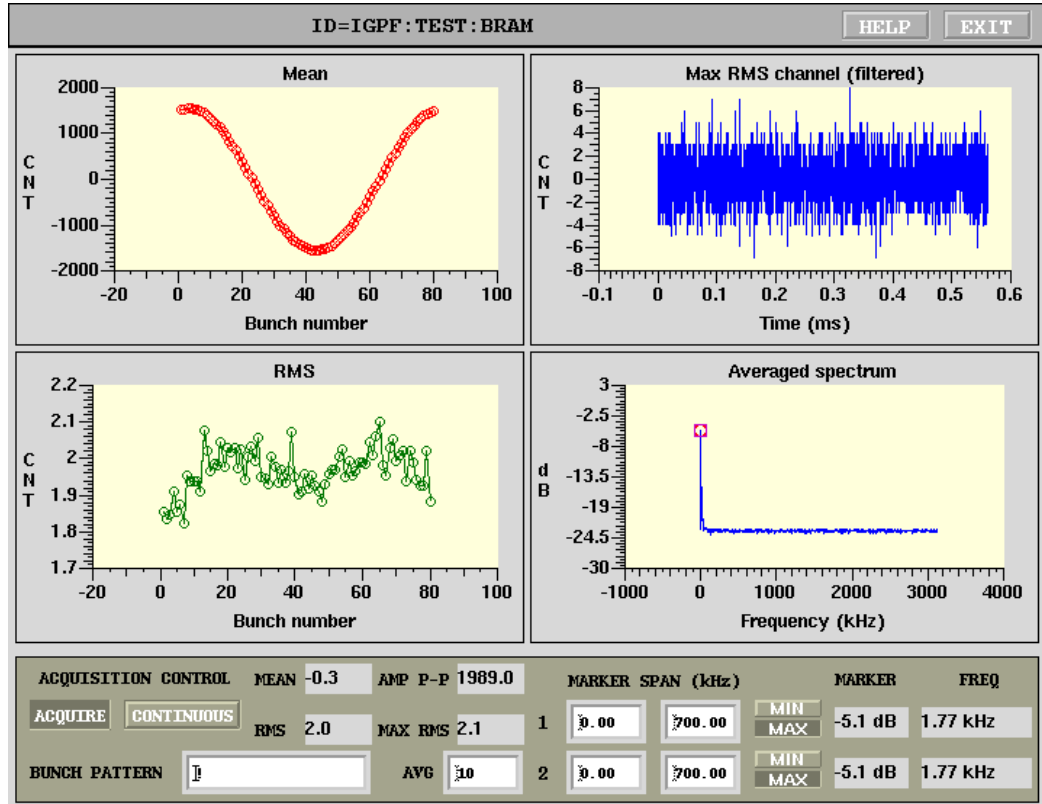 ID=IGPF:TEST:BRAM HELP EXIT
Mean
2000
1000
0
-1000
-2000
C
N
T
-20 0 20 40 60 80 100
Bunch number
Max RMS channel (filtered)
8
6
4
2
0
-2
-4
-6
-8
C
N
T
-0.1 0 0.1 0.2 0.3 0.4 0.5 0.6
Time (ms)
RMS
2.2
2.1
2
1.9
1.8
1.7
C
N
T
-20 0 20 40 60 80 100
Bunch number
Averaged spectrum
3
-2.5
-8
-13.5
-19
-24.5
-30
d
B
-1000 0 1000 2000 3000 4000
Frequency (kHz)
ACQUISITION CONTROL MEAN -0.3 AMP P-P 1989.0 MARKER SPAN (kHz) MARKER FREQ
ACQUIRE CONTINUOUS RMS 2.0 MAX RMS 2.1 1 0.00 700.00 MIN MAX -5.1 dB 1.77 kHz
BUNCH PATTERN ! AVG 10 2 0.00 700.00 MIN MAX -5.1 dB 1.77 kHz